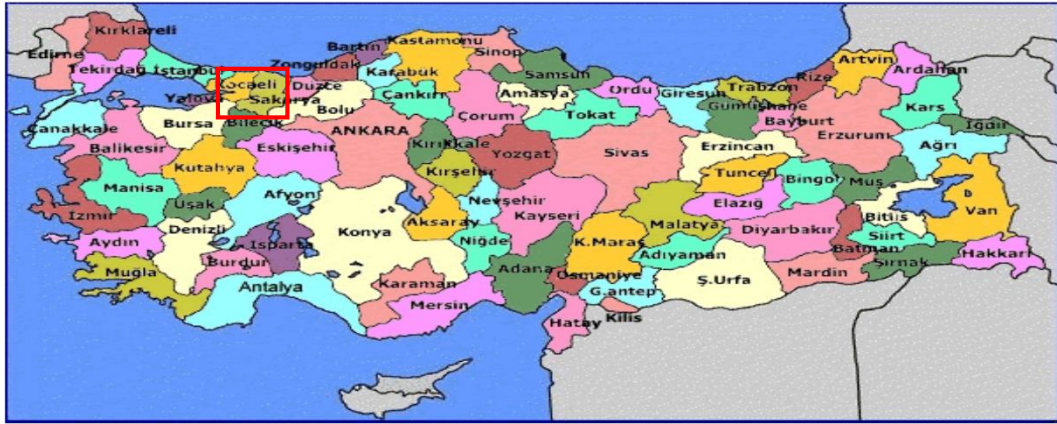 Kırklareli
Edirne
Tekirdağ
İstanbul
Kocaeli
Yalova
Sakarya
Düzce
Zonguldak
Bartın
Kastamonu
Karabük
Sinop
Samsun
Çankırı
Amasya
Ordu
Giresun
Trabzon
Rize
Artvin
Ardahan
Gümüşhane
Bayburt
Kars
Iğdır
Çanakkale
Balikesir
Bursa
Bilecik
Bolu
ANKARA
Çorum
Tokat
Eskişehir
Kırıkkale
Yozgat
Sivas
Erzincan
Erzurum
Ağrı
Kutahya
Kırşehir
Manisa
Uşak
Afyon
Nevşehir
Kayseri
Malatya
Elazığ
Tunceli
Bingol
Muş
Bitlis
Van
İzmir
Aydın
Denizli
Isparta
Konya
Aksaray
Niğde
K.Maraş
Adıyaman
Diyarbakır
Batman
Siirt
Şırnak
Hakkari
Muğla
Burdur
Antalya
Karaman
Mersin
Adana
Osmaniye
G.antep
Ş.Urfa
Mardin
Hatay
Kilis